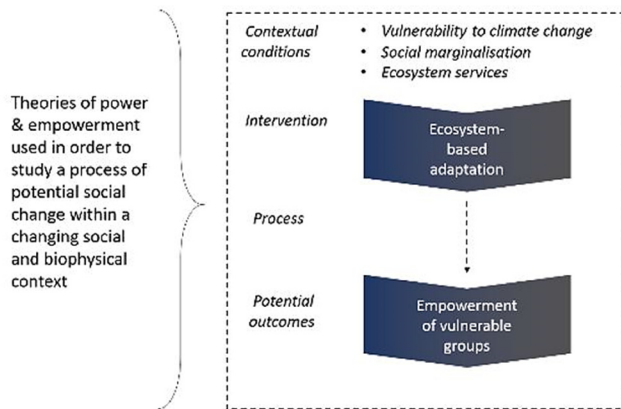 Theories of power
& empowerment
used in order to
study a process of
potential social
change within a
changing social
and biophysical
context
Contextual
conditions
• Vulnerability to climate change
• Social marginalisation
• Ecosystem services
Intervention
Ecosystem-
based
adaptation
Process
Potential
outcomes
Empowerment
of vulnerable
groups